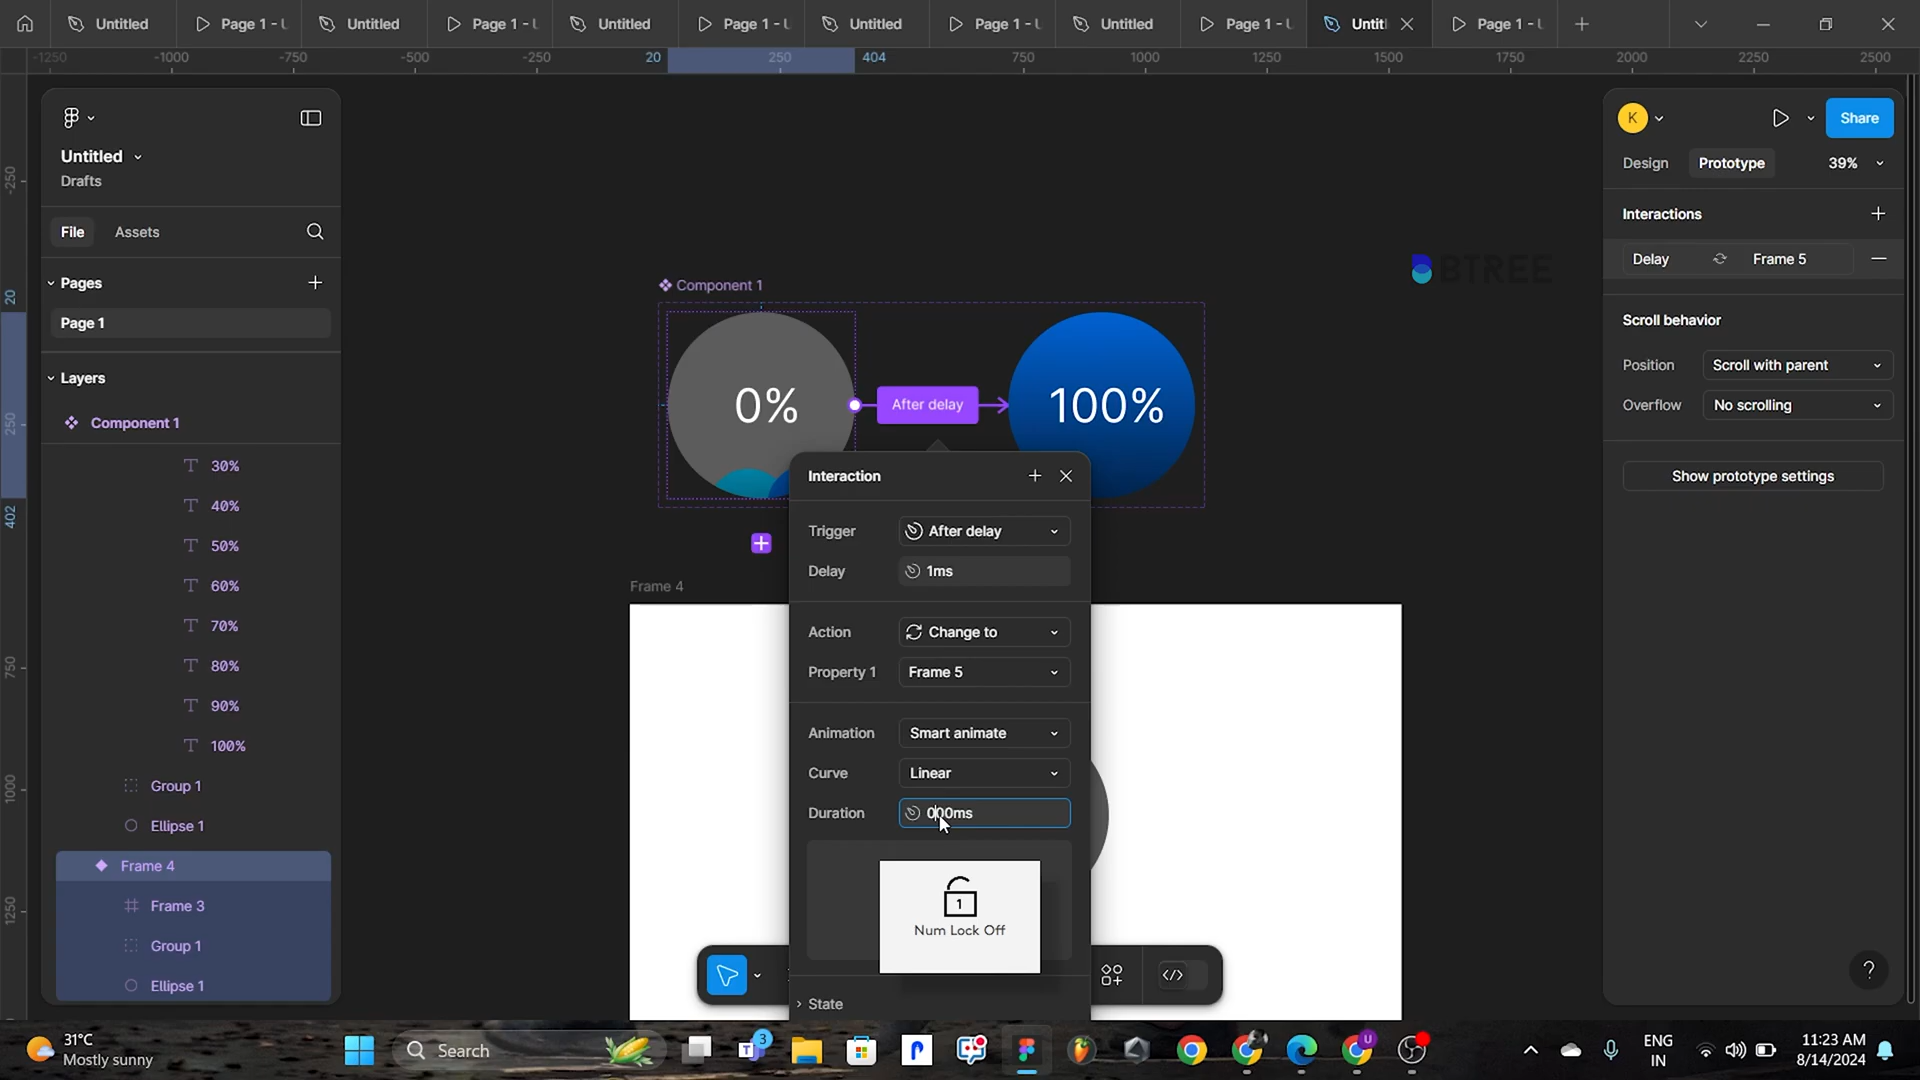 Untitled
Page 1 - U
Untitled
Page 1 - U
Untitled
Page 1 - U
Untitled
Page 1 - U
Untitled
Page 1 - U
Untitl
Page 1 - U
-1250 -1000 -750 -500 -250 20 250 404 750 1000 1250 1500 1750 2000 2250 2500
-250
20
250
402
750
1000
1250
Untitled
Drafts
File Assets
Pages
Page 1
Layers
Component 1
30%
40%
50%
60%
70%
80%
90%
100%
Group 1
Ellipse 1
Frame 4
Frame 3
Group 1
Ellipse 1
Component 1
0%
After delay
100%
BTREE
Frame 4
Interaction
Trigger After delay
Delay 1ms
Action Change to
Property 1 Frame 5
Animation Smart animate
Curve Linear
Duration 000ms
1
Num Lock Off
State
K
Share
Design Prototype 39%
Interactions
Delay Frame 5
Scroll behavior
Position Scroll with parent
Overflow No scrolling
Show prototype settings
?
31°C
Mostly sunny
Search
3
U
ENG
IN
11:23 AM
8/14/2024